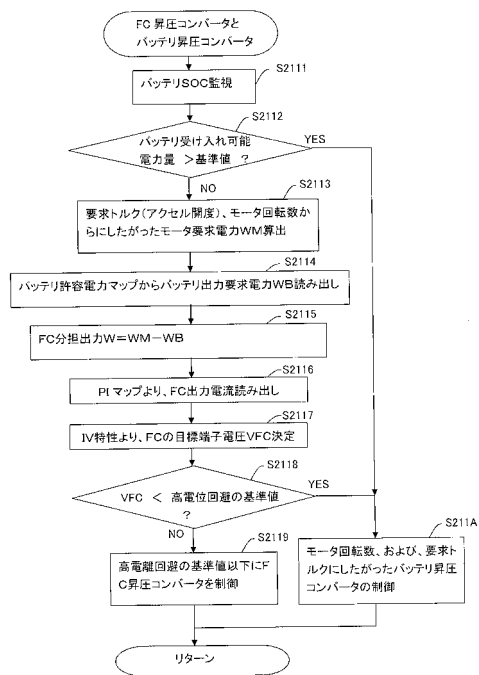 FC昇圧コンバータと
バッテリ昇圧コンバータ
S2111
バッテリSOC監視
S2112
バッテリ受け入れ可能
電力量 ＞基準値 ？
YES
NO
S2113
要求トルク(アクセル開度)、モータ回転数か
らにしたがったモータ要求電力WM算出
S2114
バッテリ許容電力マップからバッテリ出力要求電力WB読み出し
S2115
FC分担出力W＝WM－WB
S2116
PIマップより、FC出力電流読み出し
S2117
IV特性より、FCの目標端子電圧VFC決定
S2118
VFC ＜ 高電位回避の基準値
？
YES
NO
S2119
高電離回避の基準値以下にF
C昇圧コンバータを制御
S211A
モータ回転数、および、要求ト
ルクにしたがったバッテリ昇圧
コンバータの制御
リターン